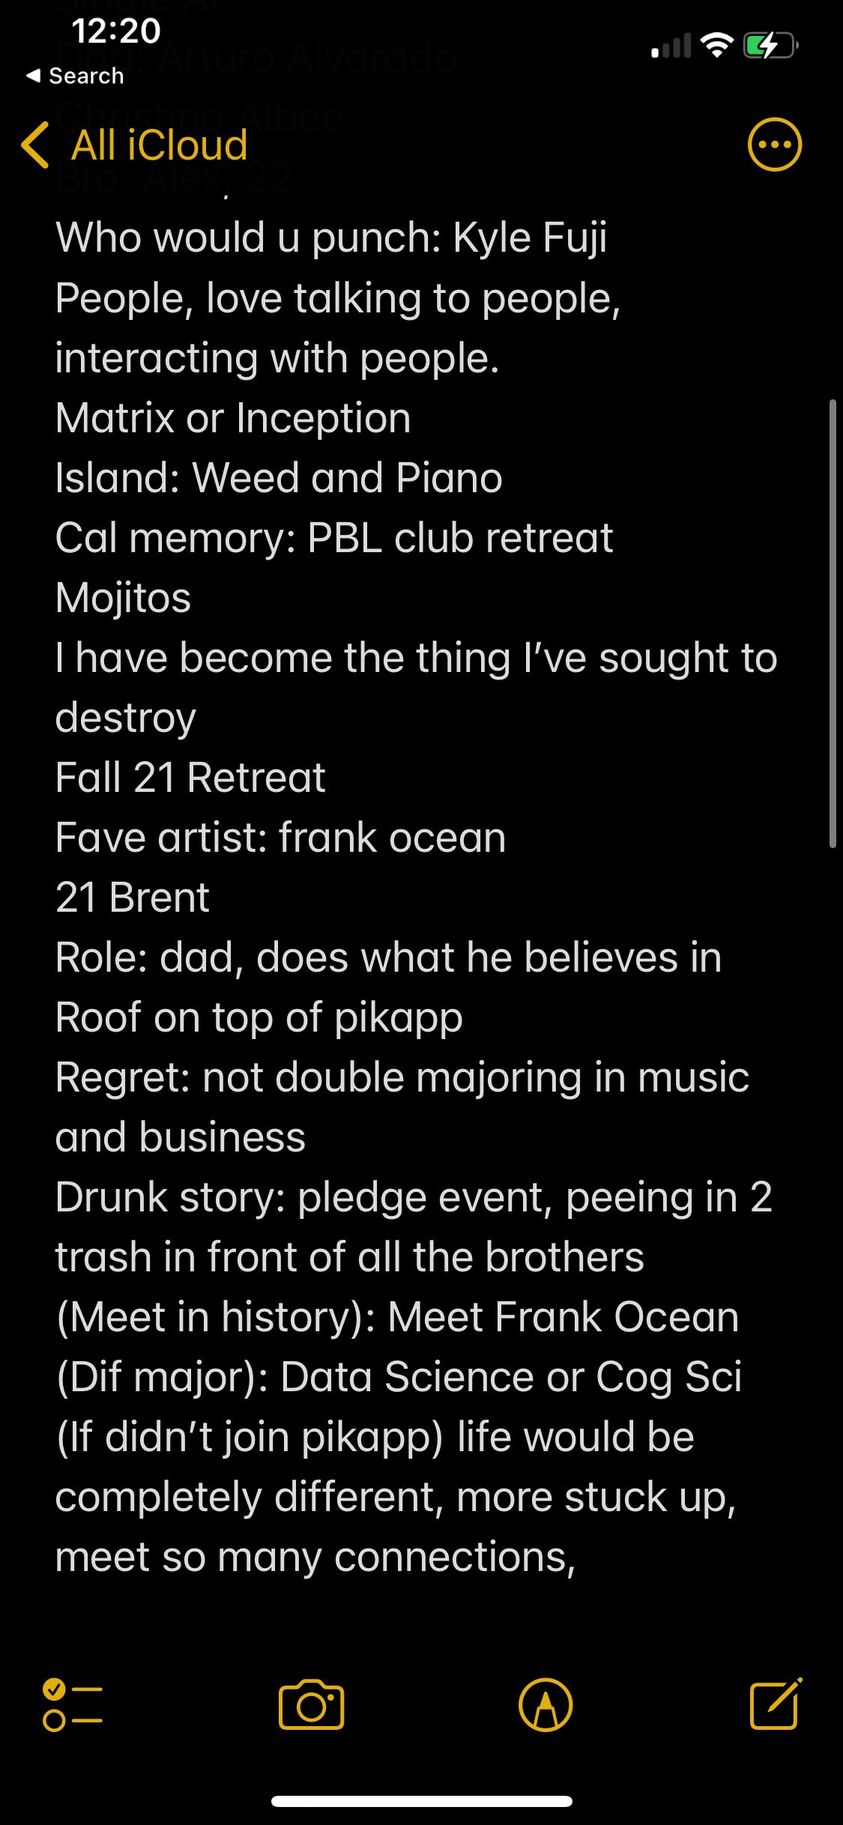 Single Af
12:20
Dad: Arturo Alvarado
Search
Christina Albee
All iCloud
Bro: Alex, 22
Who would u punch: Kyle Fuji
People, love talking to people,
interacting with people.
Matrix or Inception
Island: Weed and Piano
Cal memory: PBL club retreat
Mojitos
I have become the thing I’ve sought to
destroy
Fall 21 Retreat
Fave artist: frank ocean
21 Brent
Role: dad, does what he believes in
Roof on top of pikapp
Regret: not double majoring in music
and business
Drunk story: pledge event, peeing in 2
trash in front of all the brothers
(Meet in history): Meet Frank Ocean
(Dif major): Data Science or Cog Sci
(If didn’t join pikapp) life would be
completely different, more stuck up,
meet so many connections,